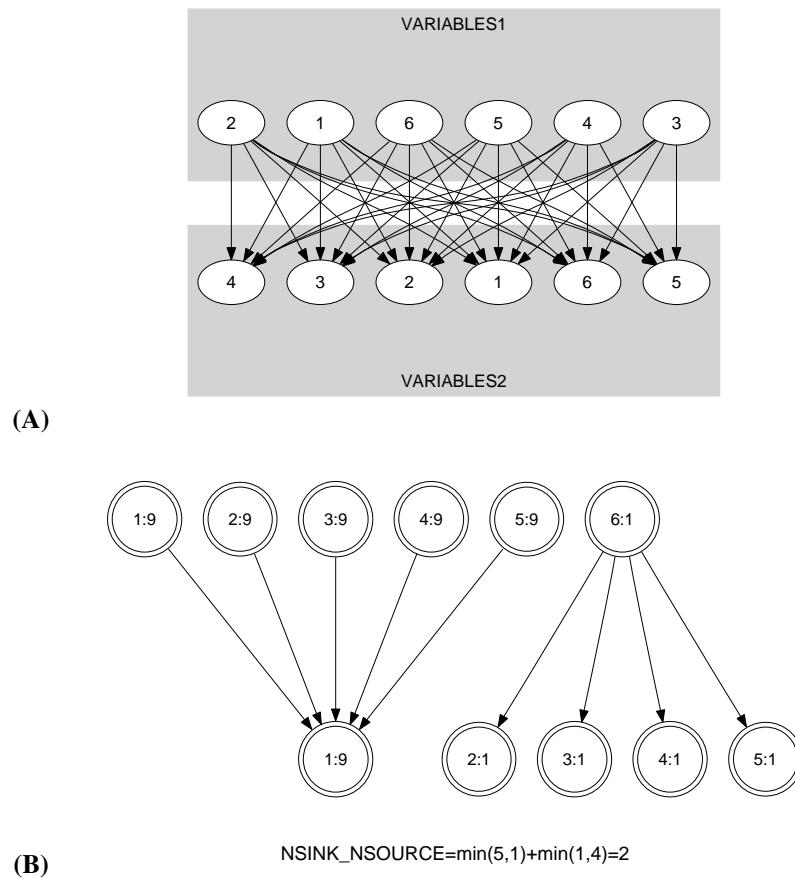 VARIABLES1
2 1 6 5 4 3
4 3 2 1 6 5
VARIABLES2
(A)
1:9 2:9 3:9 4:9 5:9 6:1
1:9 2:1 3:1 4:1 5:1
(B)
NSINK_NSOURCE=min(5,1)+min(1,4)=2